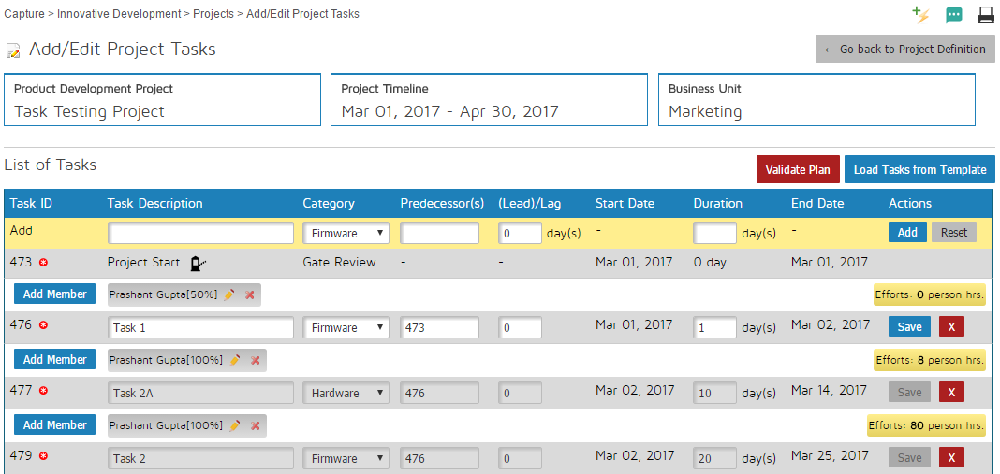 Capture > Innovative Development > Projects > Add/Edit Project Tasks
Add/Edit Project Tasks
← Go back to Project Definition
Product Development Project
Task Testing Project
Project Timeline
Mar 01, 2017 - Apr 30, 2017
Business Unit
Marketing
List of Tasks
Validate Plan
Load Tasks from Template
Task ID Task Description Category Predecessor(s) (Lead)/Lag Start Date Duration End Date Actions
Add Firmware 0 day(s) - day(s) - Add Reset
473 Project Start Gate Review - - Mar 01, 2017 0 day Mar 01, 2017
Add Member Prashant Gupta[50%] Efforts: 0 person hrs.
476 Task 1 Firmware 473 0 Mar 01, 2017 1 day(s) Mar 02, 2017 Save X
Add Member Prashant Gupta[100%] Efforts: 8 person hrs.
477 Task 2A Hardware 476 0 Mar 02, 2017 10 day(s) Mar 14, 2017 Save X
Add Member Prashant Gupta[100%] Efforts: 80 person hrs.
479 Task 2 Firmware 476 0 Mar 02, 2017 20 day(s) Mar 25, 2017 Save X